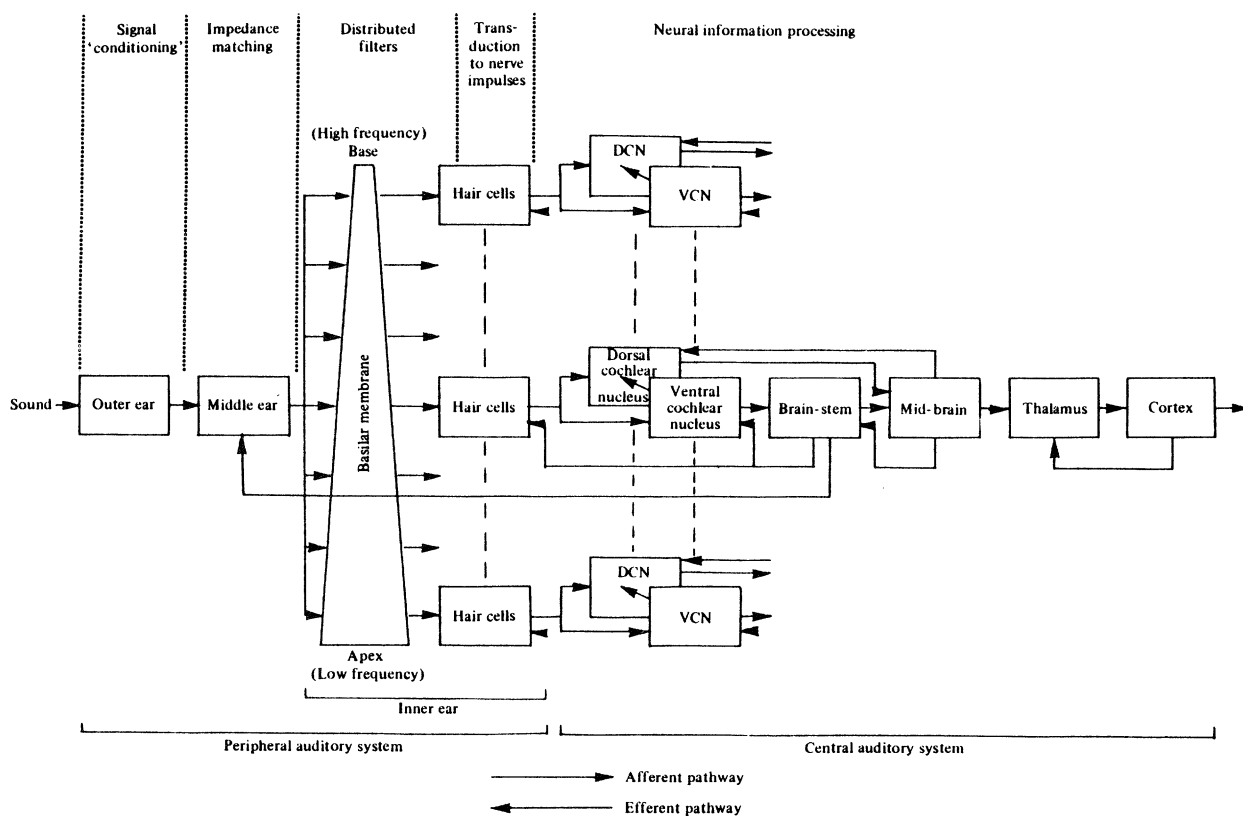 Signal
‘conditioning’
Impedance
matching
Distributed
filters
Trans-
duction
to nerve
impulses
Neural information processing
(High frequency)
Base
Hair cells
DCN
VCN
Sound
Outer ear
Middle ear
Basilar membrane
Hair cells
Dorsal
cochlear
nucleus
Ventral
cochlear
nucleus
Brain-stem
Mid-brain
Thalamus
Cortex
Hair cells
DCN
VCN
Apex
(Low frequency)
Inner ear
Peripheral auditory system
Central auditory system
Afferent pathway
Efferent pathway